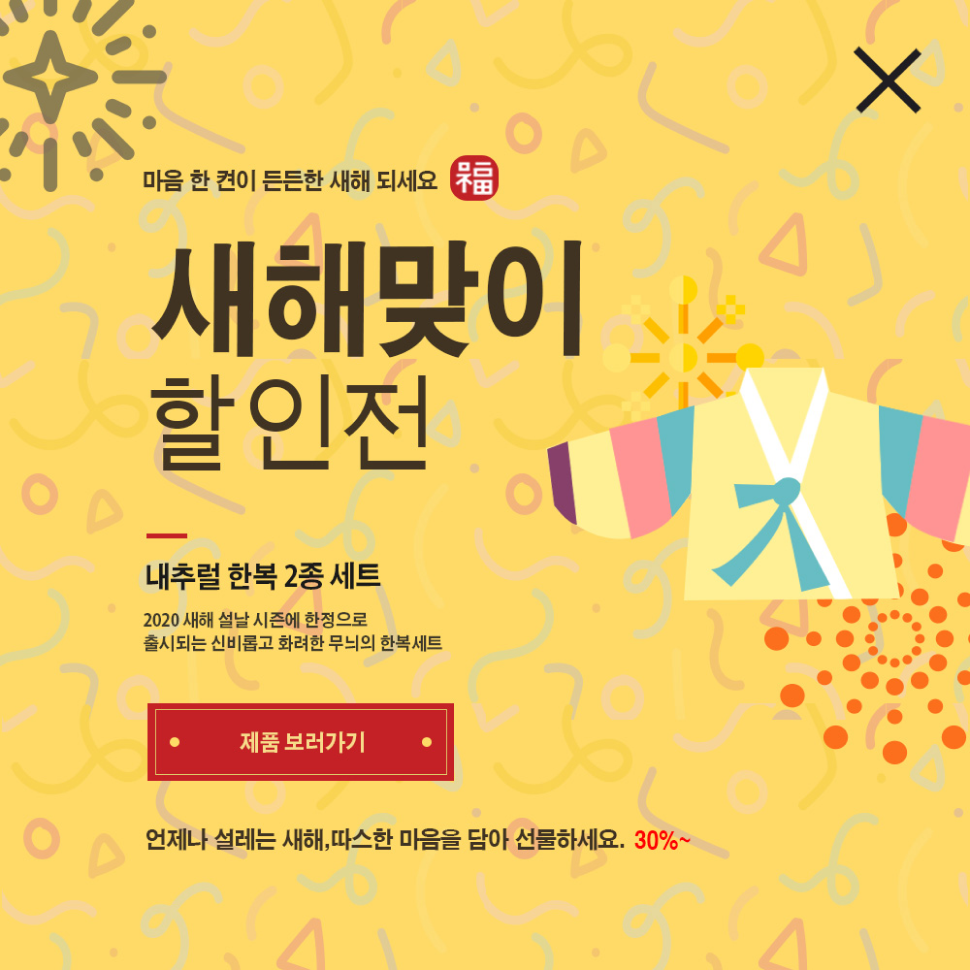 마음 한 켠이 든든한 새해 되세요 福
새해맞이
할인전
내추럴 한복 2종 세트
2020 새해 설날 시즌에 한정으로
출시되는 신비롭고 화려한 무늬의 한복세트
제품 보러가기
언제나 설레는 새해,따스한 마음을 담아 선물하세요. 30%~